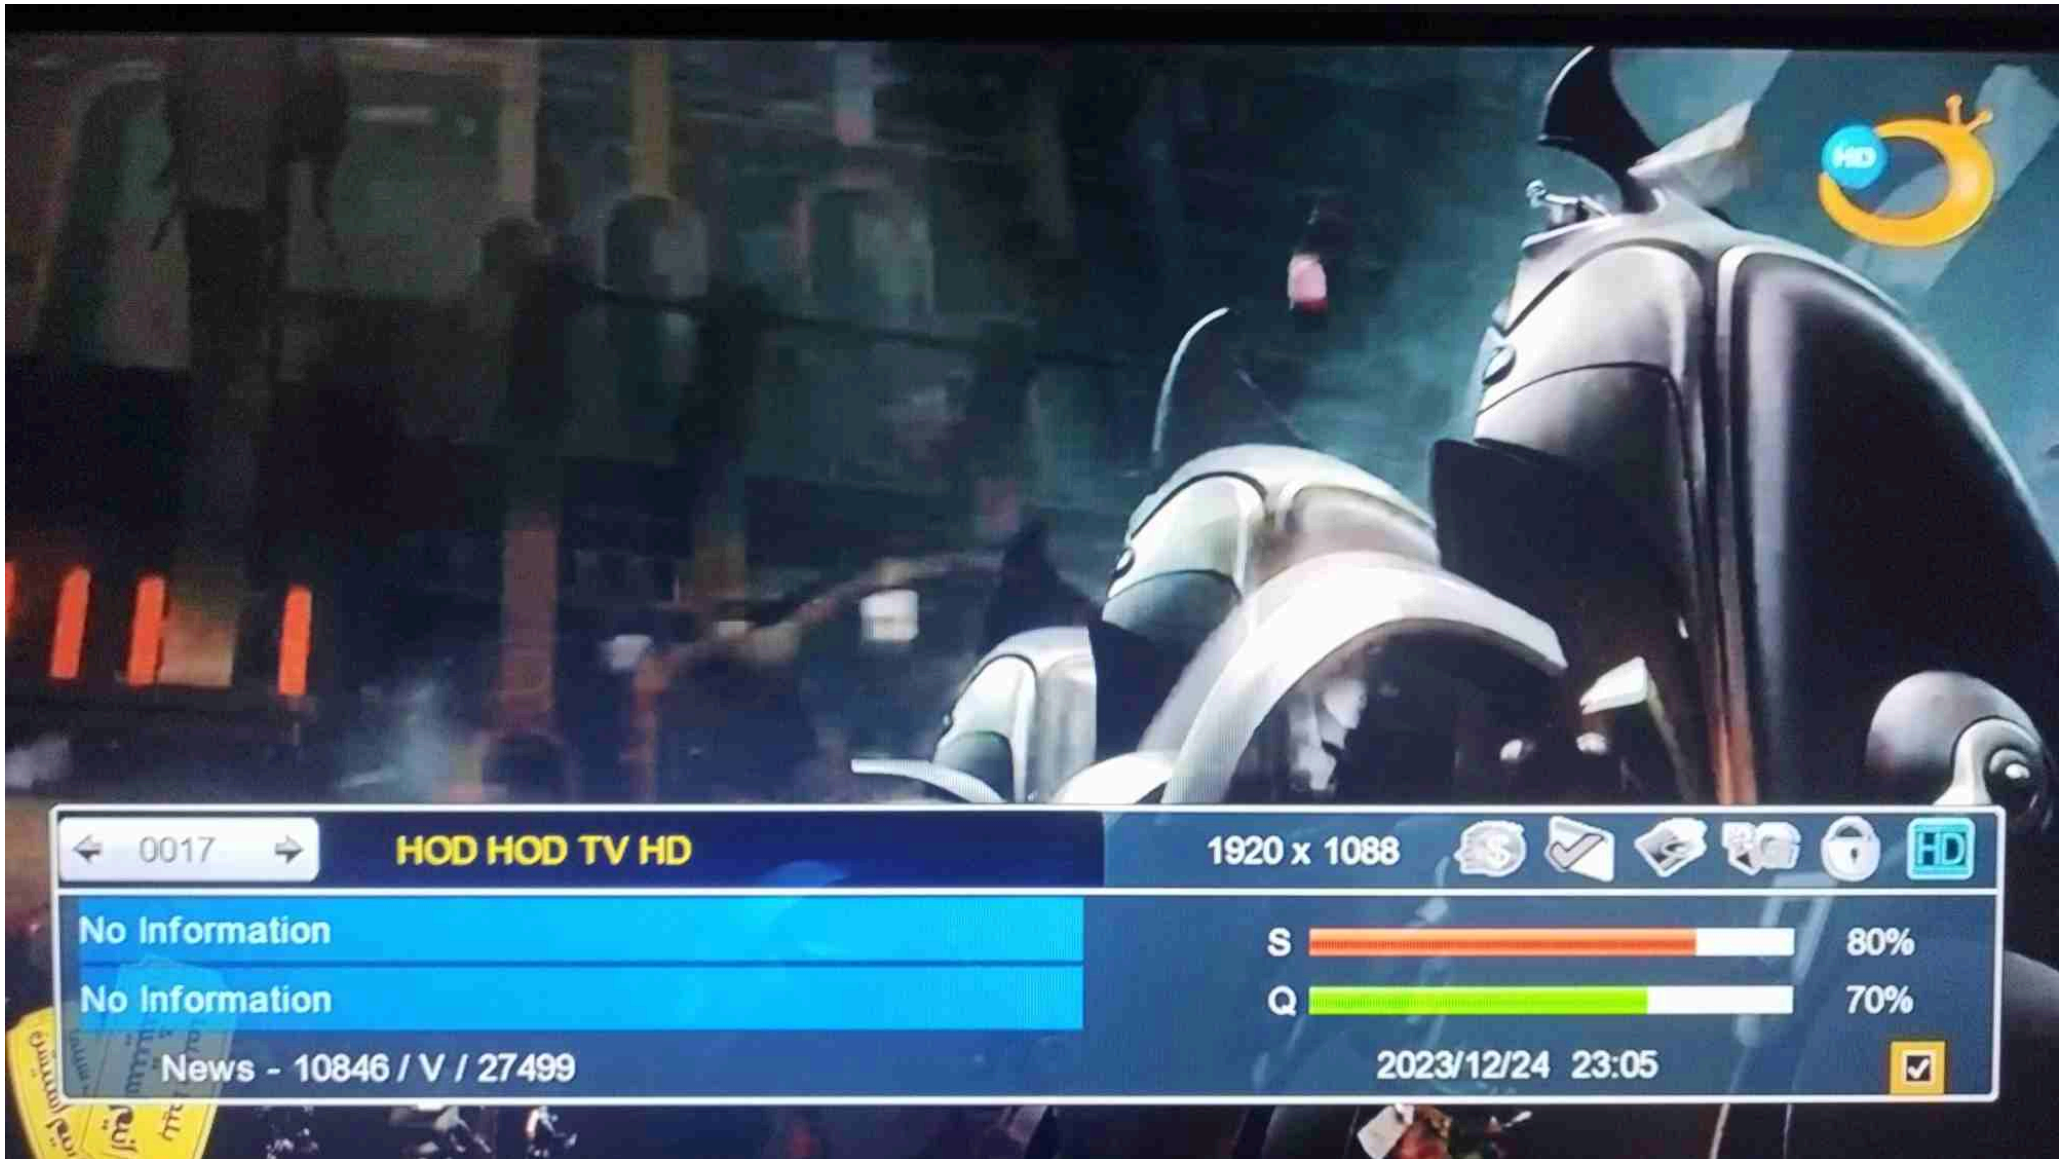 HD
0017
HOD HOD TV HD
1920 x 1088
HD
No Information
S
80%
No Information
Q
70%
News - 10846 / V / 27499
2023/12/24 23:05